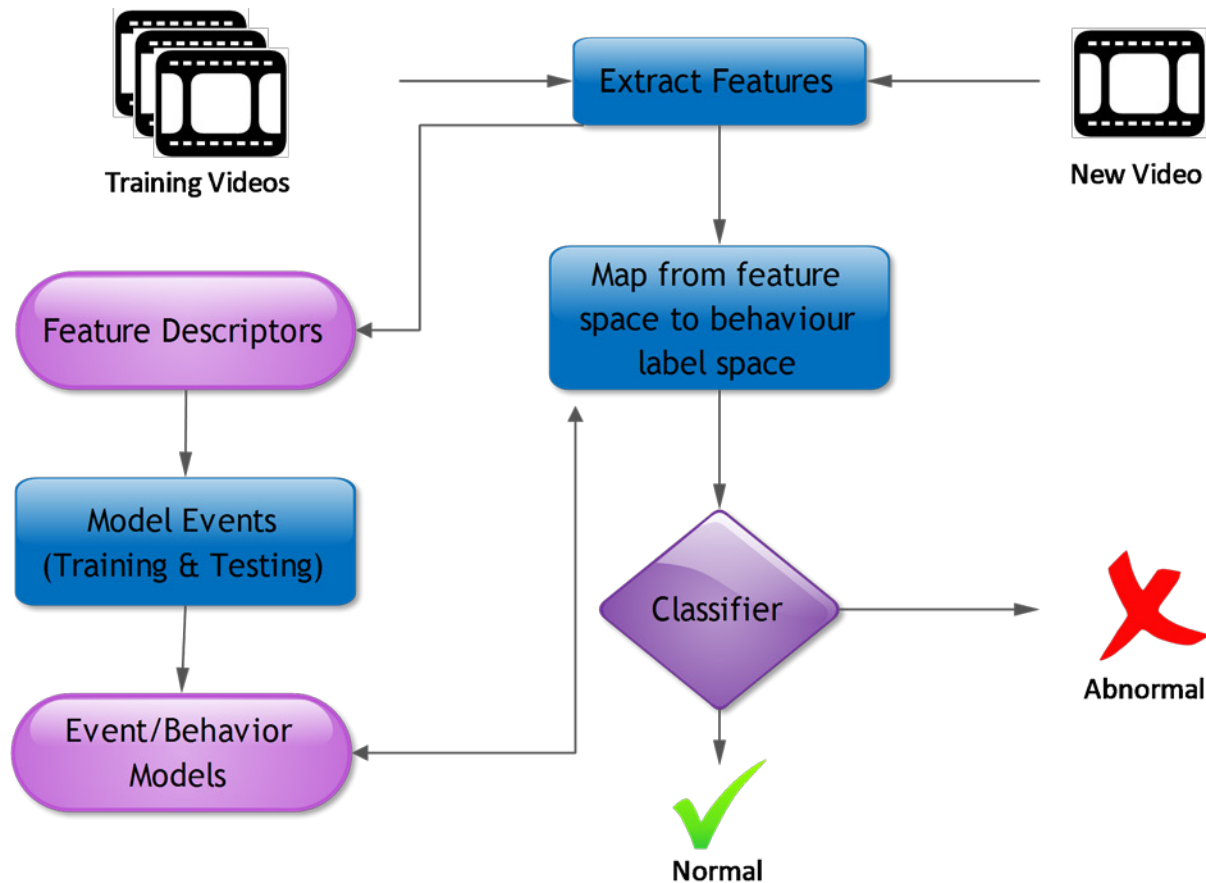 Extract Features
Training Videos
New Video
Map from feature
space to behaviour
label space
Feature Descriptors
Model Events
(Training & Testing)
Classifier
Abnormal
Event/Behavior
Models
Normal